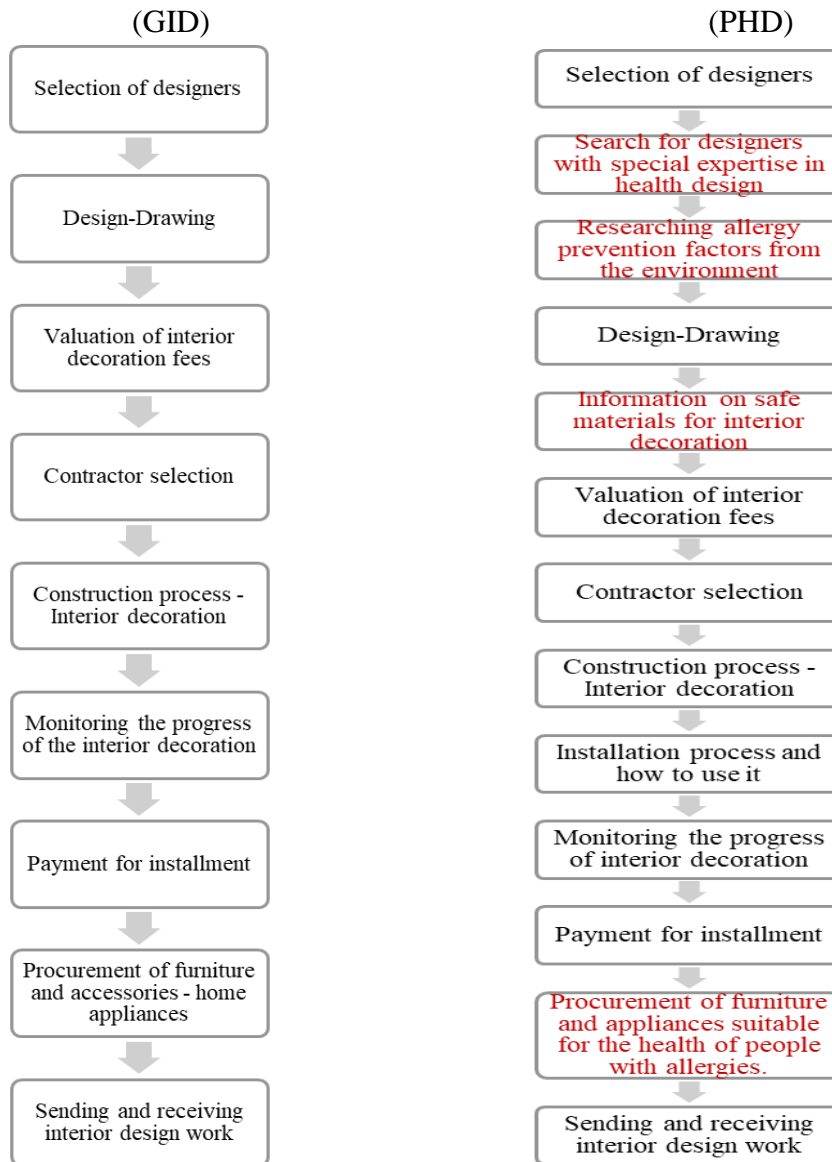 (GID)
Selection of designers
Design-Drawing
Valuation of interior
decoration fees
Contractor selection
Construction process -
Interior decoration
Monitoring the progress
of the interior decoration
Payment for installment
Procurement of furniture
and accessories - home
appliances
Sending and receiving
interior design work
(PHD)
Selection of designers
Search for designers
with special expertise in
health design
Researching allergy
prevention factors from
the environment
Design-Drawing
Information on safe
materials for interior
decoration
Valuation of interior
decoration fees
Contractor selection
Construction process -
Interior decoration
Installation process and
how to use it
Monitoring the progress
of interior decoration
Payment for installment
Procurement of furniture
and appliances suitable
for the health of people
with allergies.
Sending and receiving
interior design work